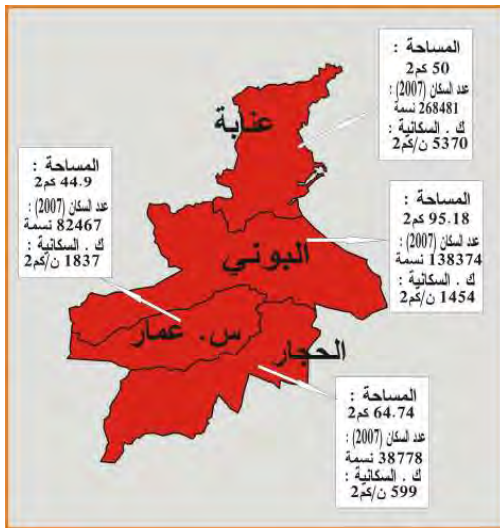 المساحة :
50 كم2
عدد السكان (2007) :
268481 نسمة
ك . السكانية :
5370 ن/كم2
عنابة
المساحة :
44.9 كم2
عدد السكان (2007) :
82467 نسمة
ك . السكانية :
1837 ن/كم2
المساحة :
95.18 كم2
عدد السكان (2007) :
138374 نسمة
ك . السكانية :
1454 ن/كم2
البوني
س. عمار
الحجار
المساحة :
64.74 كم2
عدد السكان (2007) :
38778 نسمة
ك . السكانية :
599 ن/كم2